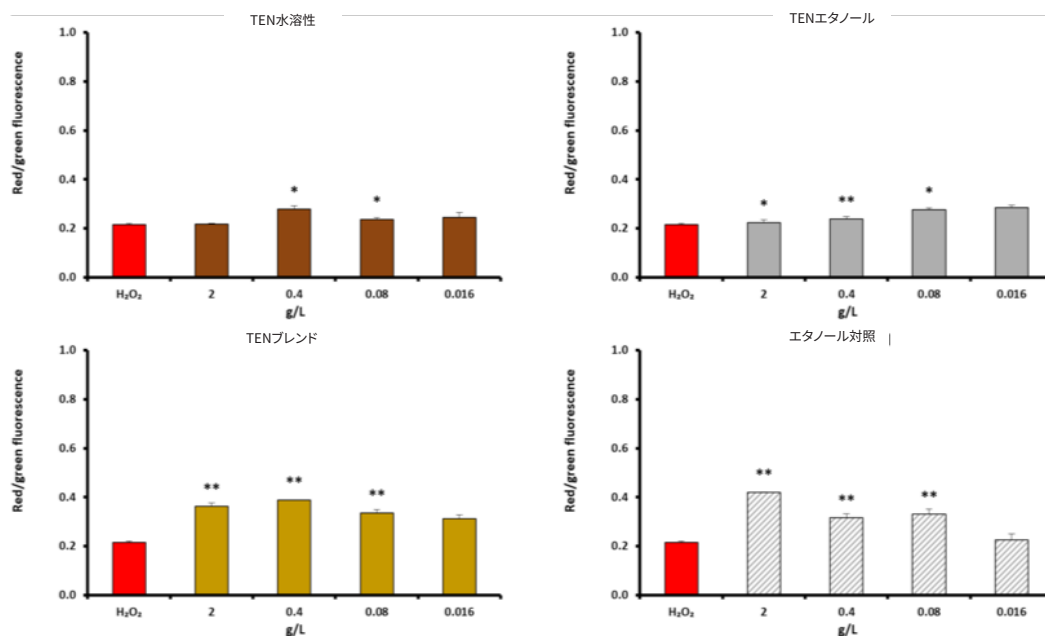 TEN水溶性
Red/green fluorescence
1.0
0.8
0.6
0.4
0.2
0.0
* *
H₂O₂ 2 0.4 0.08 0.016
g/L
TENエタノール
Red/green fluorescence
1.0
0.8
0.6
0.4
0.2
0.0
* ** *
H₂O₂ 2 0.4 0.08 0.016
g/L
TENブレンド
Red/green fluorescence
1.0
0.8
0.6
0.4
0.2
0.0
** ** **
H₂O₂ 2 0.4 0.08 0.016
g/L
エタノール対照
Red/green fluorescence
1.0
0.8
0.6
0.4
0.2
0.0
** ** **
H₂O₂ 2 0.4 0.08 0.016
g/L